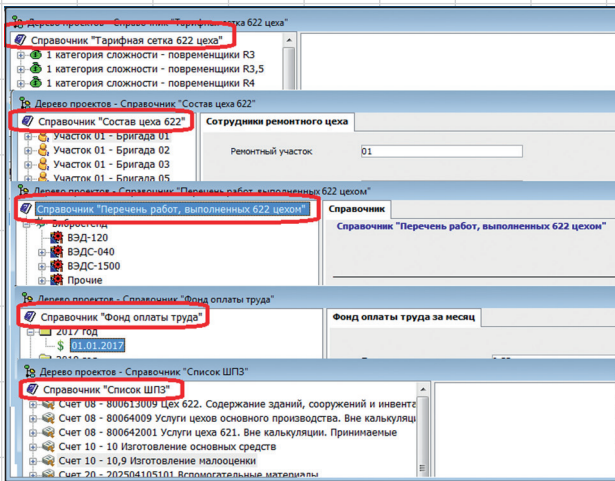 Дерево проектов - Справочник "Тарифная сетка 622 цеха"
Справочник "Тарифная сетка 622 цеха"
1 категория сложности - повременщики R3
1 категория сложности - повременщики R3,5
1 категория сложности - повременщики R4
Дерево проектов - Справочник "Состав цеха 622"
Справочник "Состав цеха 622"
Сотрудники ремонтного цеха
Участок 01 - Бригада 01
Участок 01 - Бригада 02
Ремонтный участок 01
Участок 01 - Бригада 03
Участок 01 - Бригада 05
Дерево проектов - Справочник "Перечень работ, выполненных 622 цехом"
Справочник "Перечень работ, выполненных 622 цехом"
Справочник
Справочник "Перечень работ, выполненных 622 цехом"
Вибростенд
ВЭД-120
ВЭДС-040
ВЭДС-1500
Прочие
Дерево проектов - Справочник "Фонд оплаты труда"
Справочник "Фонд оплаты труда"
Фонд оплаты труда за месяц
2017 год
01.01.2017
Дерево проектов - Справочник "Список ШПЗ"
Справочник "Список ШПЗ"
Счет 08 - 800613009 Цех 622. Содержание зданий, сооружений и инвента
Счет 08 - 80064009 Услуги цехов основного производства. Вне калькуляц
Счет 08 - 800642001 Услуги цеха 621. Вне калькуляции. Принимаемые
Счет 10 - 10 Изготовление основных средств
Счет 10 - 10,9 Изготовление малооценки
Счет 20 - 202504105101 Вспомогательные материалы